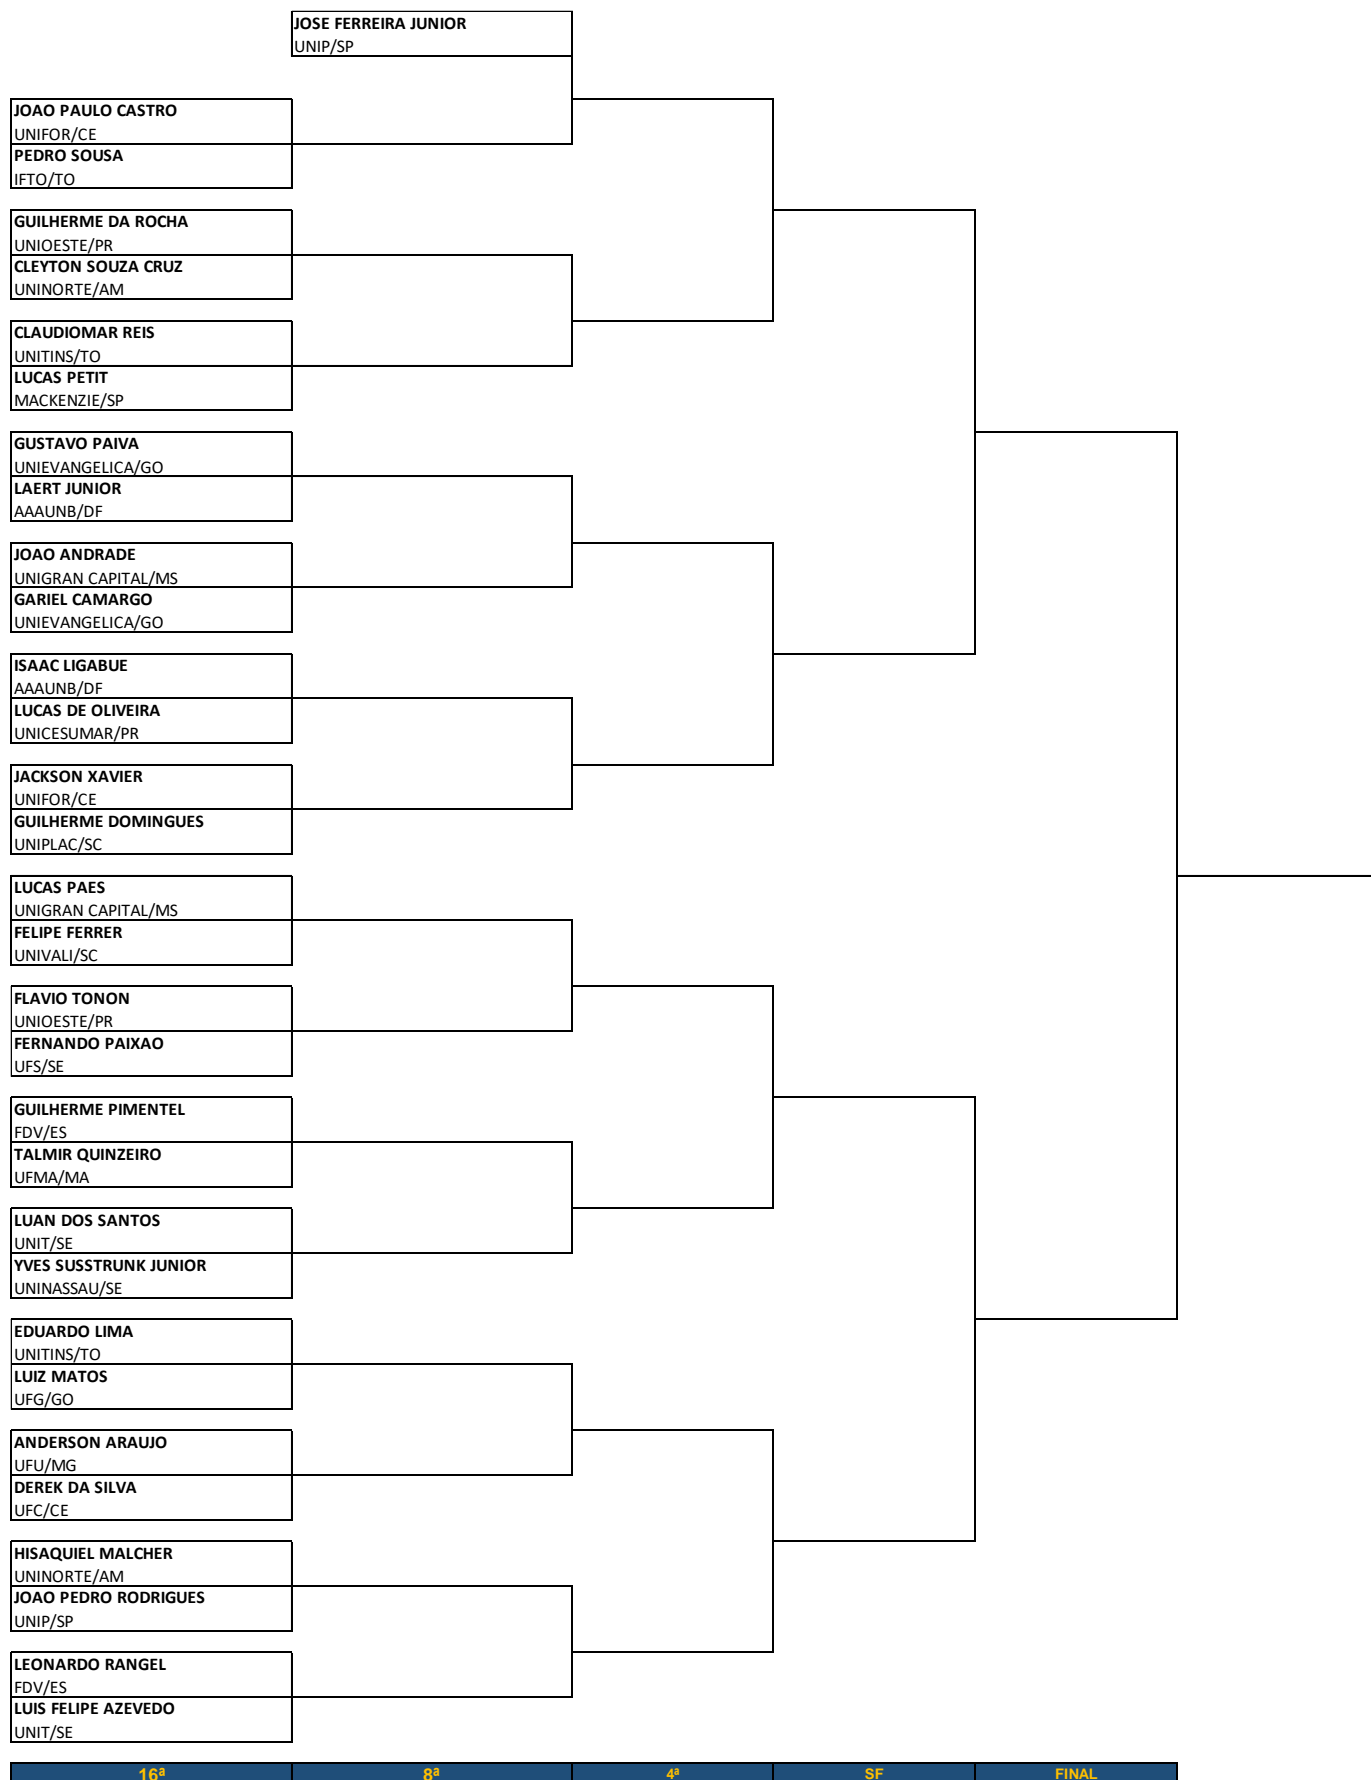 JOSE FERREIRA JUNIOR
UNIP/SP
JOAO PAULO CASTRO
UNIFOR/CE
PEDRO SOUSA
IFTO/TO
GUILHERME DA ROCHA
UNIOESTE/PR
CLEYTON SOUZA CRUZ
UNINORTE/AM
CLAUDIOMAR REIS
UNITINS/TO
LUCAS PETIT
MACKENZIE/SP
GUSTAVO PAIVA
UNIEVANGELICA/GO
LAERT JUNIOR
AAAUNB/DF
JOAO ANDRADE
UNIGRAN CAPITAL/MS
GARIEL CAMARGO
UNIEVANGELICA/GO
ISAAC LIGABUE
AAAUNB/DF
LUCAS DE OLIVEIRA
UNICESUMAR/PR
JACKSON XAVIER
UNIFOR/CE
GUILHERME DOMINGUES
UNIPLAC/SC
LUCAS PAES
UNIGRAN CAPITAL/MS
FELIPE FERRER
UNIVALI/SC
FLAVIO TONON
UNIOESTE/PR
FERNANDO PAIXAO
UFS/SE
GUILHERME PIMENTEL
FDV/ES
TALMIR QUINZEIRO
UFMA/MA
LUAN DOS SANTOS
UNIT/SE
YVES SUSSTRUNK JUNIOR
UNINASSAU/SE
EDUARDO LIMA
UNITINS/TO
LUIZ MATOS
UFG/GO
ANDERSON ARAUJO
UFU/MG
DEREK DA SILVA
UFC/CE
HISAQUIEL MALCHER
UNINORTE/AM
JOAO PEDRO RODRIGUES
UNIP/SP
LEONARDO RANGEL
FDV/ES
LUIS FELIPE AZEVEDO
UNIT/SE
16ª 8ª 4ª SF FINAL